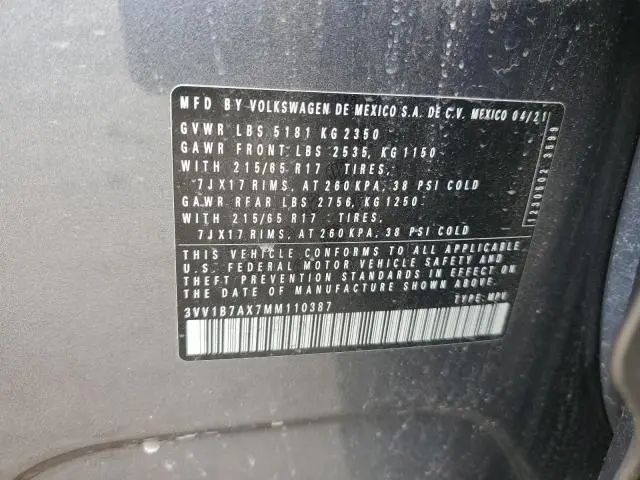 MFD BY VOLKSWAGEN DE MEXICO S.A. DE C.V. MEXICO 04/21
GVWR LBS 5181 KG 2350
GAWR FRONT LBS 2535, KG 1150
WITH 215/65 R17 TIRES,
7JX17 RIMS, AT 260 KPA, 38 PSI COLD
GAWR REAR LBS 2756, KG 1250
WITH 215/65 R17 TIRES,
7JX17 RIMS, AT 260 KPA, 38 PSI COLD
THIS VEHICLE CONFORMS TO ALL APPLICABLE
U.S. FEDERAL MOTOR VEHICLE SAFETY AND
THEFT PREVENTION STANDARDS IN EFFECT ON
THE DATE OF MANUFACTURE SHOWN ABOVE.
3VV1B7AX7MM110387
TYPE: MPV
1230502 3599